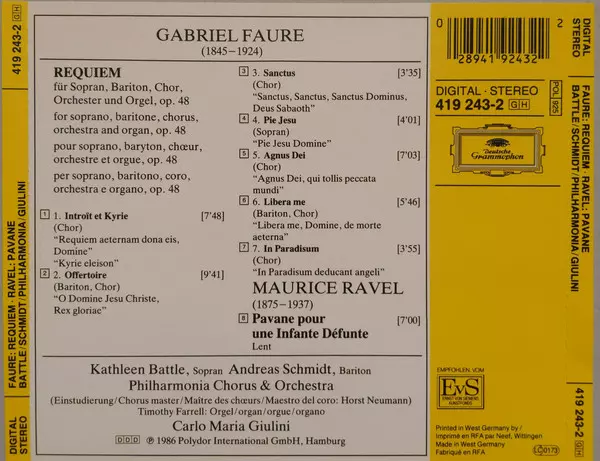 419 243-2 GH
DIGITAL
STEREO
FAURE: REQUIEM · RAVEL: PAVANE
BATTLE/SCHMIDT/PHILHARMONIA/GIULINI
GABRIEL FAURE
(1845–1924)
REQUIEM
für Sopran, Bariton, Chor,
Orchester und Orgel, op. 48
for soprano, baritone, chorus,
orchestra and organ, op. 48
pour soprano, baryton, chœur,
orchestre et orgue, op. 48
per soprano, baritono, coro,
orchestra e organo, op. 48
1 1. Introït et Kyrie [7'48]
(Chor)
"Requiem aeternam dona eis,
Domine"
"Kyrie eleison"
2 2. Offertoire [9'41]
(Bariton, Chor)
"O Domine Jesu Christe,
Rex gloriae"
3 3. Sanctus [3'35]
(Chor)
"Sanctus, Sanctus, Sanctus Dominus,
Deus Sabaoth"
4 4. Pie Jesu [4'01]
(Sopran)
"Pie Jesu Domine"
5 5. Agnus Dei [7'03]
(Chor)
"Agnus Dei, qui tollis peccata
mundi"
6 6. Libera me [5'46]
(Bariton, Chor)
"Libera me, Domine, de morte
aeterna"
7 7. In Paradisum [3'55]
(Chor)
"In Paradisum deducant angeli"
MAURICE RAVEL
(1875-1937)
8 Pavane pour [7'00]
une Infante Défunte
Lent
Kathleen Battle, Sopran Andreas Schmidt, Bariton
Philharmonia Chorus & Orchestra
(Einstudierung/Chorus master/Maître des chœurs/Maestro del coro: Horst Neumann)
Timothy Farrell: Orgel/organ/orgue/organo
Carlo Maria Giulini
DDD ℗ 1986 Polydor International GmbH, Hamburg
0 28941 92432 2
DIGITAL · STEREO
419 243-2 GH
POL 925
Deutsche
Grammophon
EMPFOHLEN VOM
EvS
Printed in West Germany by /
Imprimé en RFA par Neef, Wittingen
Made in West Germany
Fabriqué en RFA
LC 0173
DIGITAL
STEREO
FAURE: REQUIEM · RAVEL: PAVANE
BATTLE/SCHMIDT/PHILHARMONIA/GIULINI
419 243-2 GH